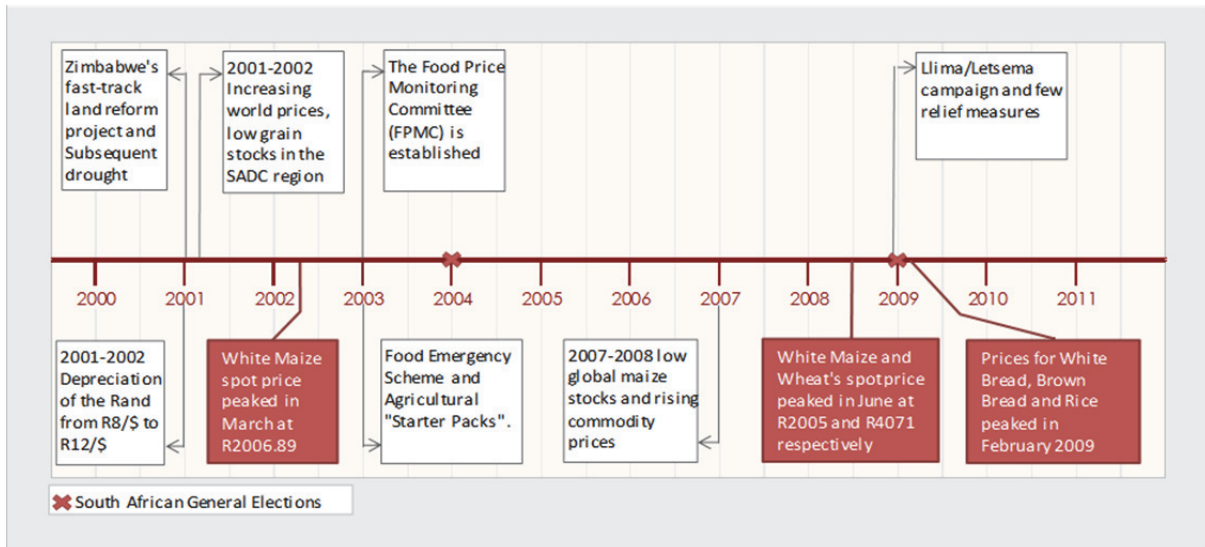 Zimbabwe's
fast-track
land reform
project and
Subsequent
drought
2001-2002
Increasing
world prices,
low grain
stocks in the
SADC region
The Food Price
Monitoring
Committee
(FPMC) is
established
Llima/Letsema
campaign and few
relief measures
2000
2001
2002
2003
2004
2005
2006
2007
2008
2009
2010
2011
2001-2002
Depreciation
of the Rand
from R8/$ to
R12/$
White Maize
spot price
peaked in
March at
R2006.89
Food Emergency
Scheme and
Agricultural
"Starter Packs".
2007-2008 low
global maize
stocks and rising
commodity
prices
White Maize and
Wheat's spot price
peaked in June at
R2005 and R4071
respectively
Prices for White
Bread, Brown
Bread and Rice
peaked in
February 2009
South African General Elections